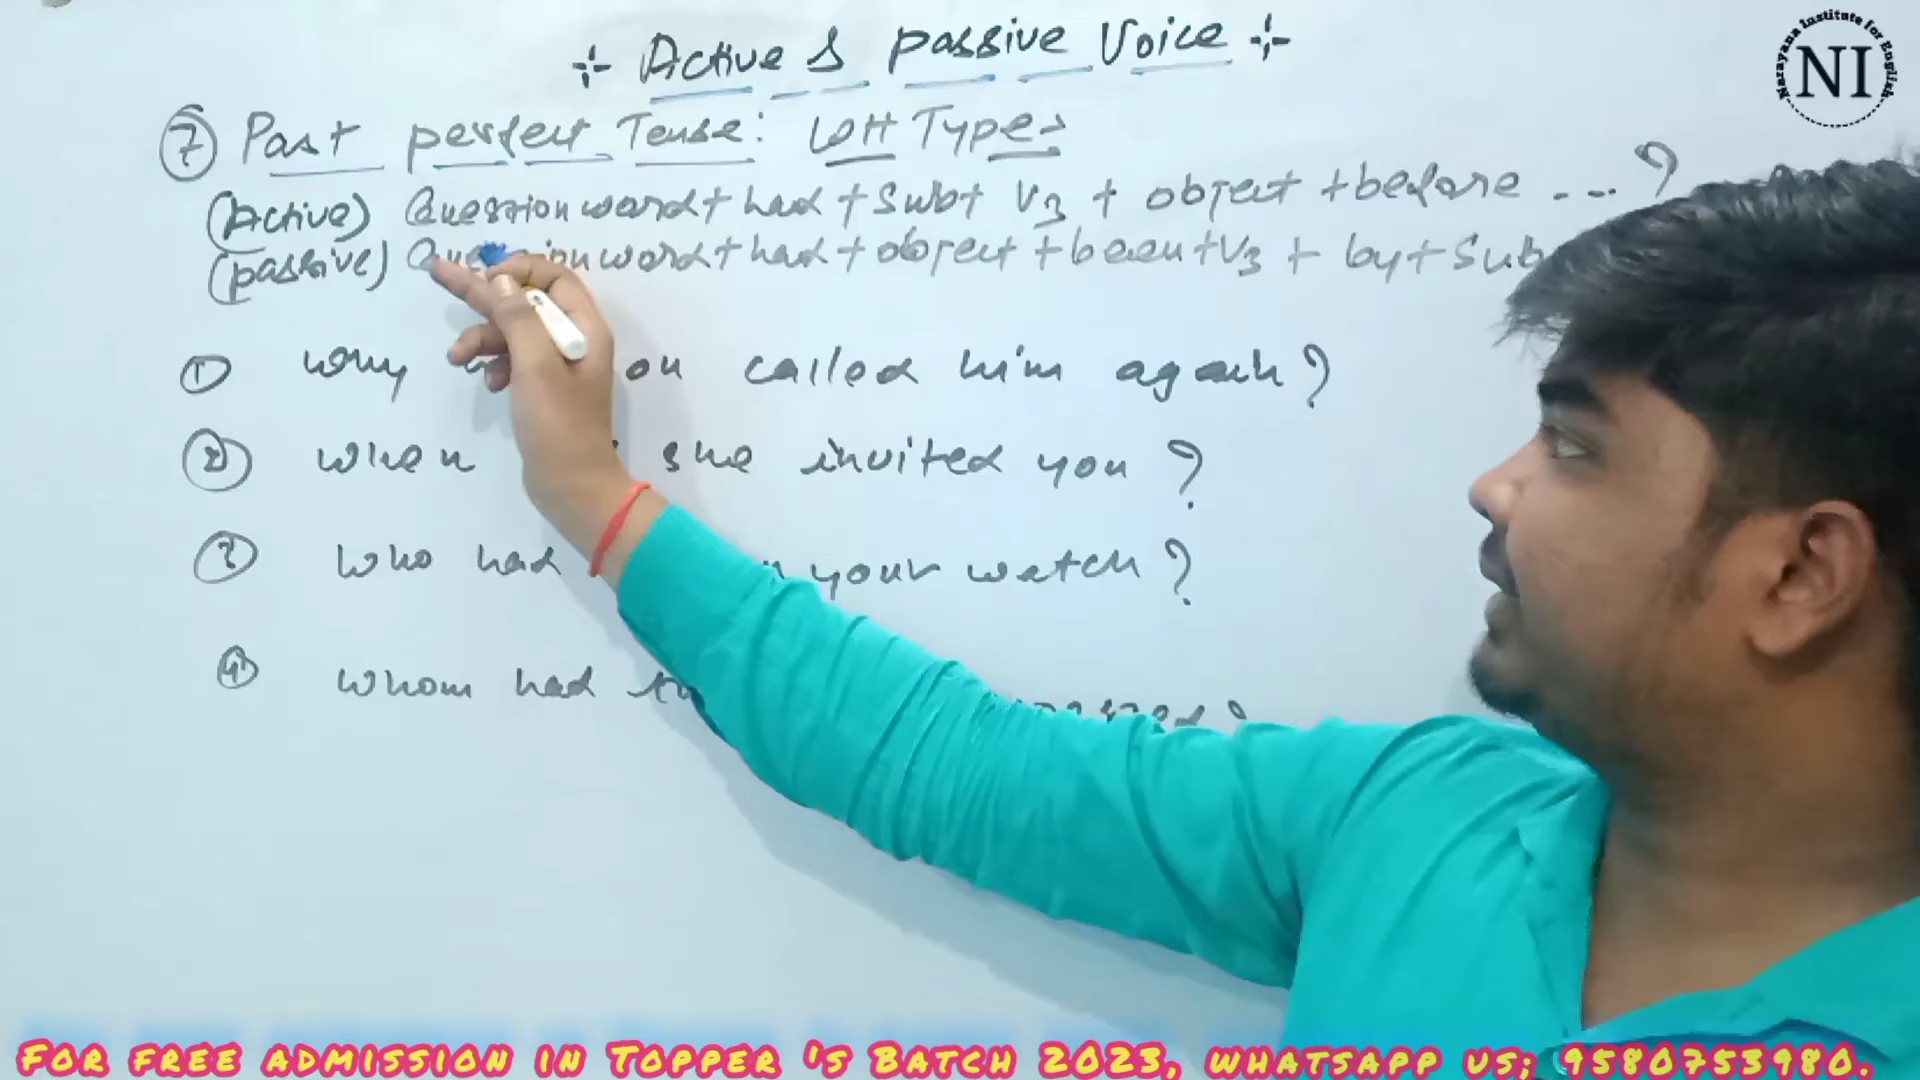 Active & Passive Voice
Narayana Institute for English
NI
⑦ Past perfect Tense: WH Type
(Active) Question word + had + Sub + V3 + object + before ... ?
(passive) word + had + object + been + V3 + by + Sub
① why called him again?
② when she invited you ?
③ who had your watch ?
④ whom had
For free admission in Topper 's Batch 2023, whatsapp us; 9580753980.